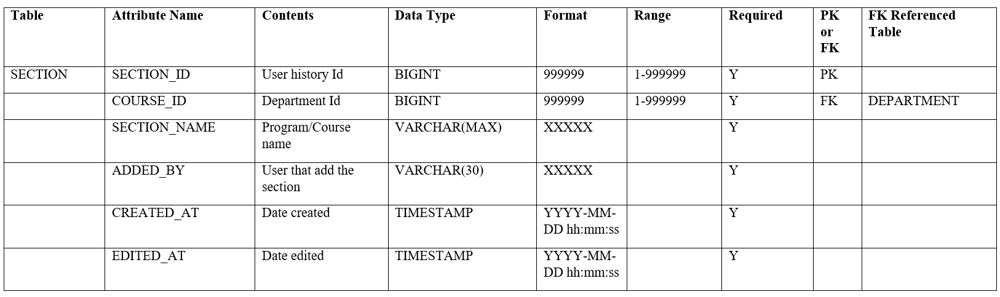 Table Attribute Name Contents Data Type Format Range Required PK FK Referenced
or Table
FK
SECTION SECTION_ID User history Id BIGINT 999999 1-999999 Y PK
COURSE_ID Department Id BIGINT 999999 1-999999 Y FK DEPARTMENT
SECTION_NAME Program/Course VARCHAR(MAX) XXXXX Y
name
ADDED_BY User that add the VARCHAR(30) XXXXX Y
section
CREATED_AT Date created TIMESTAMP YYYY-MM- Y
DD hh:mm:ss
EDITED_AT Date edited TIMESTAMP YYYY-MM- Y
DD hh:mm:ss